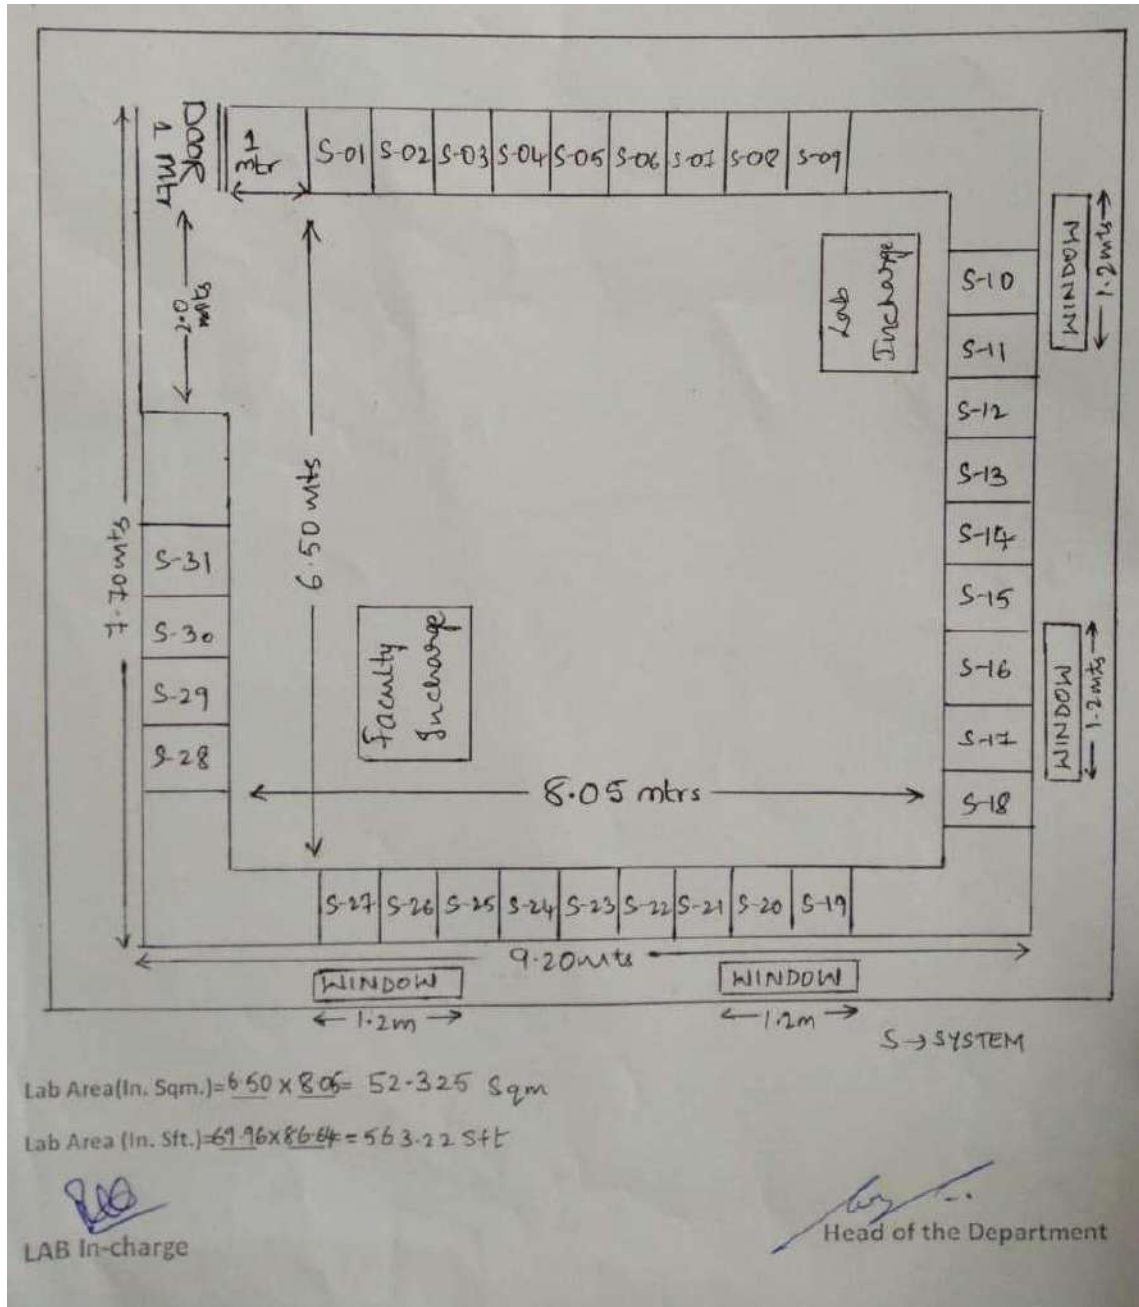 DOOR
1 Mtr
1
mtr
S-01 S-02 S-03 S-04 S-05 S-06 S-07 S-08 S-09
2.0
mts
Lab
Incharge
S-10
S-11
S-12
S-13
S-14
S-15
S-16
S-17
S-18
WINDOW
1.2mts
WINDOW
1.2mts
7.70mts
6.50 mts
S-31
S-30
S-29
S-28
Faculty
Incharge
8.05 mtrs
S-27 S-26 S-25 S-24 S-23 S-22 S-21 S-20 S-19
9.20mts
WINDOW
WINDOW
1.2m
1.2m
S→SYSTEM
Lab Area(In. Sqm.)=6.50 x 8.05= 52.325 Sqm
Lab Area (In. Sft.)=69.96x86.64=563.22 Sft
LAB In-charge
Head of the Department